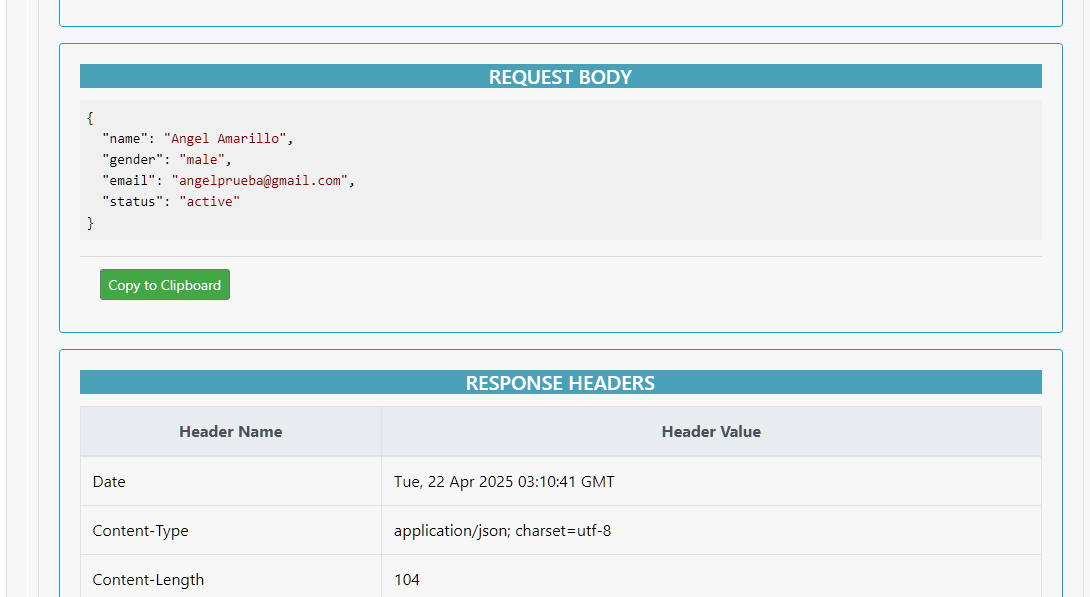 REQUEST BODY
{
"name": "Angel Amarillo",
"gender": "male",
"email": "angelprueba@gmail.com",
"status": "active"
}
Copy to Clipboard
RESPONSE HEADERS
Header Name Header Value
Date Tue, 22 Apr 2025 03:10:41 GMT
Content-Type application/json; charset=utf-8
Content-Length 104